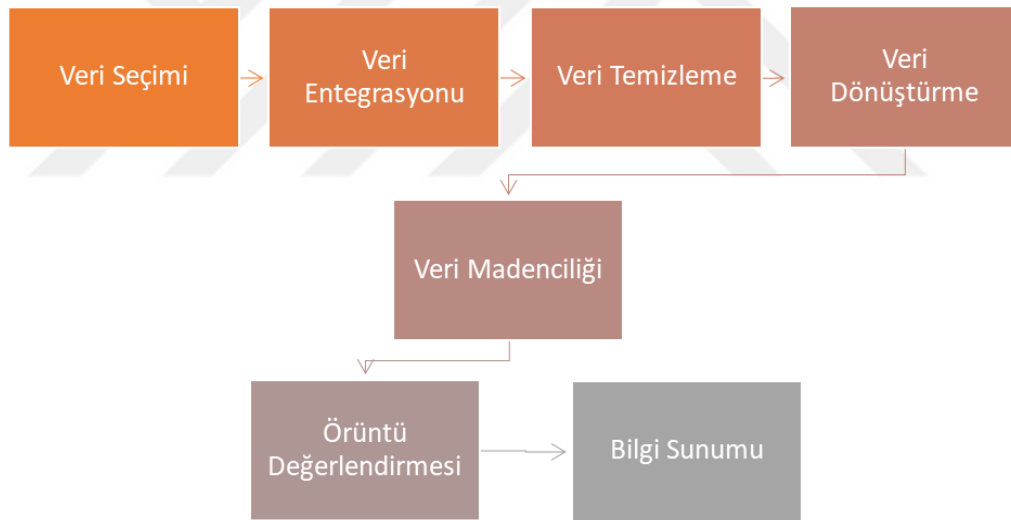 Veri Seçimi
Veri
Entegrasyonu
Veri Temizleme
Veri
Dönüştürme
Veri Madenciliği
Örüntü
Değerlendirmesi
Bilgi Sunumu